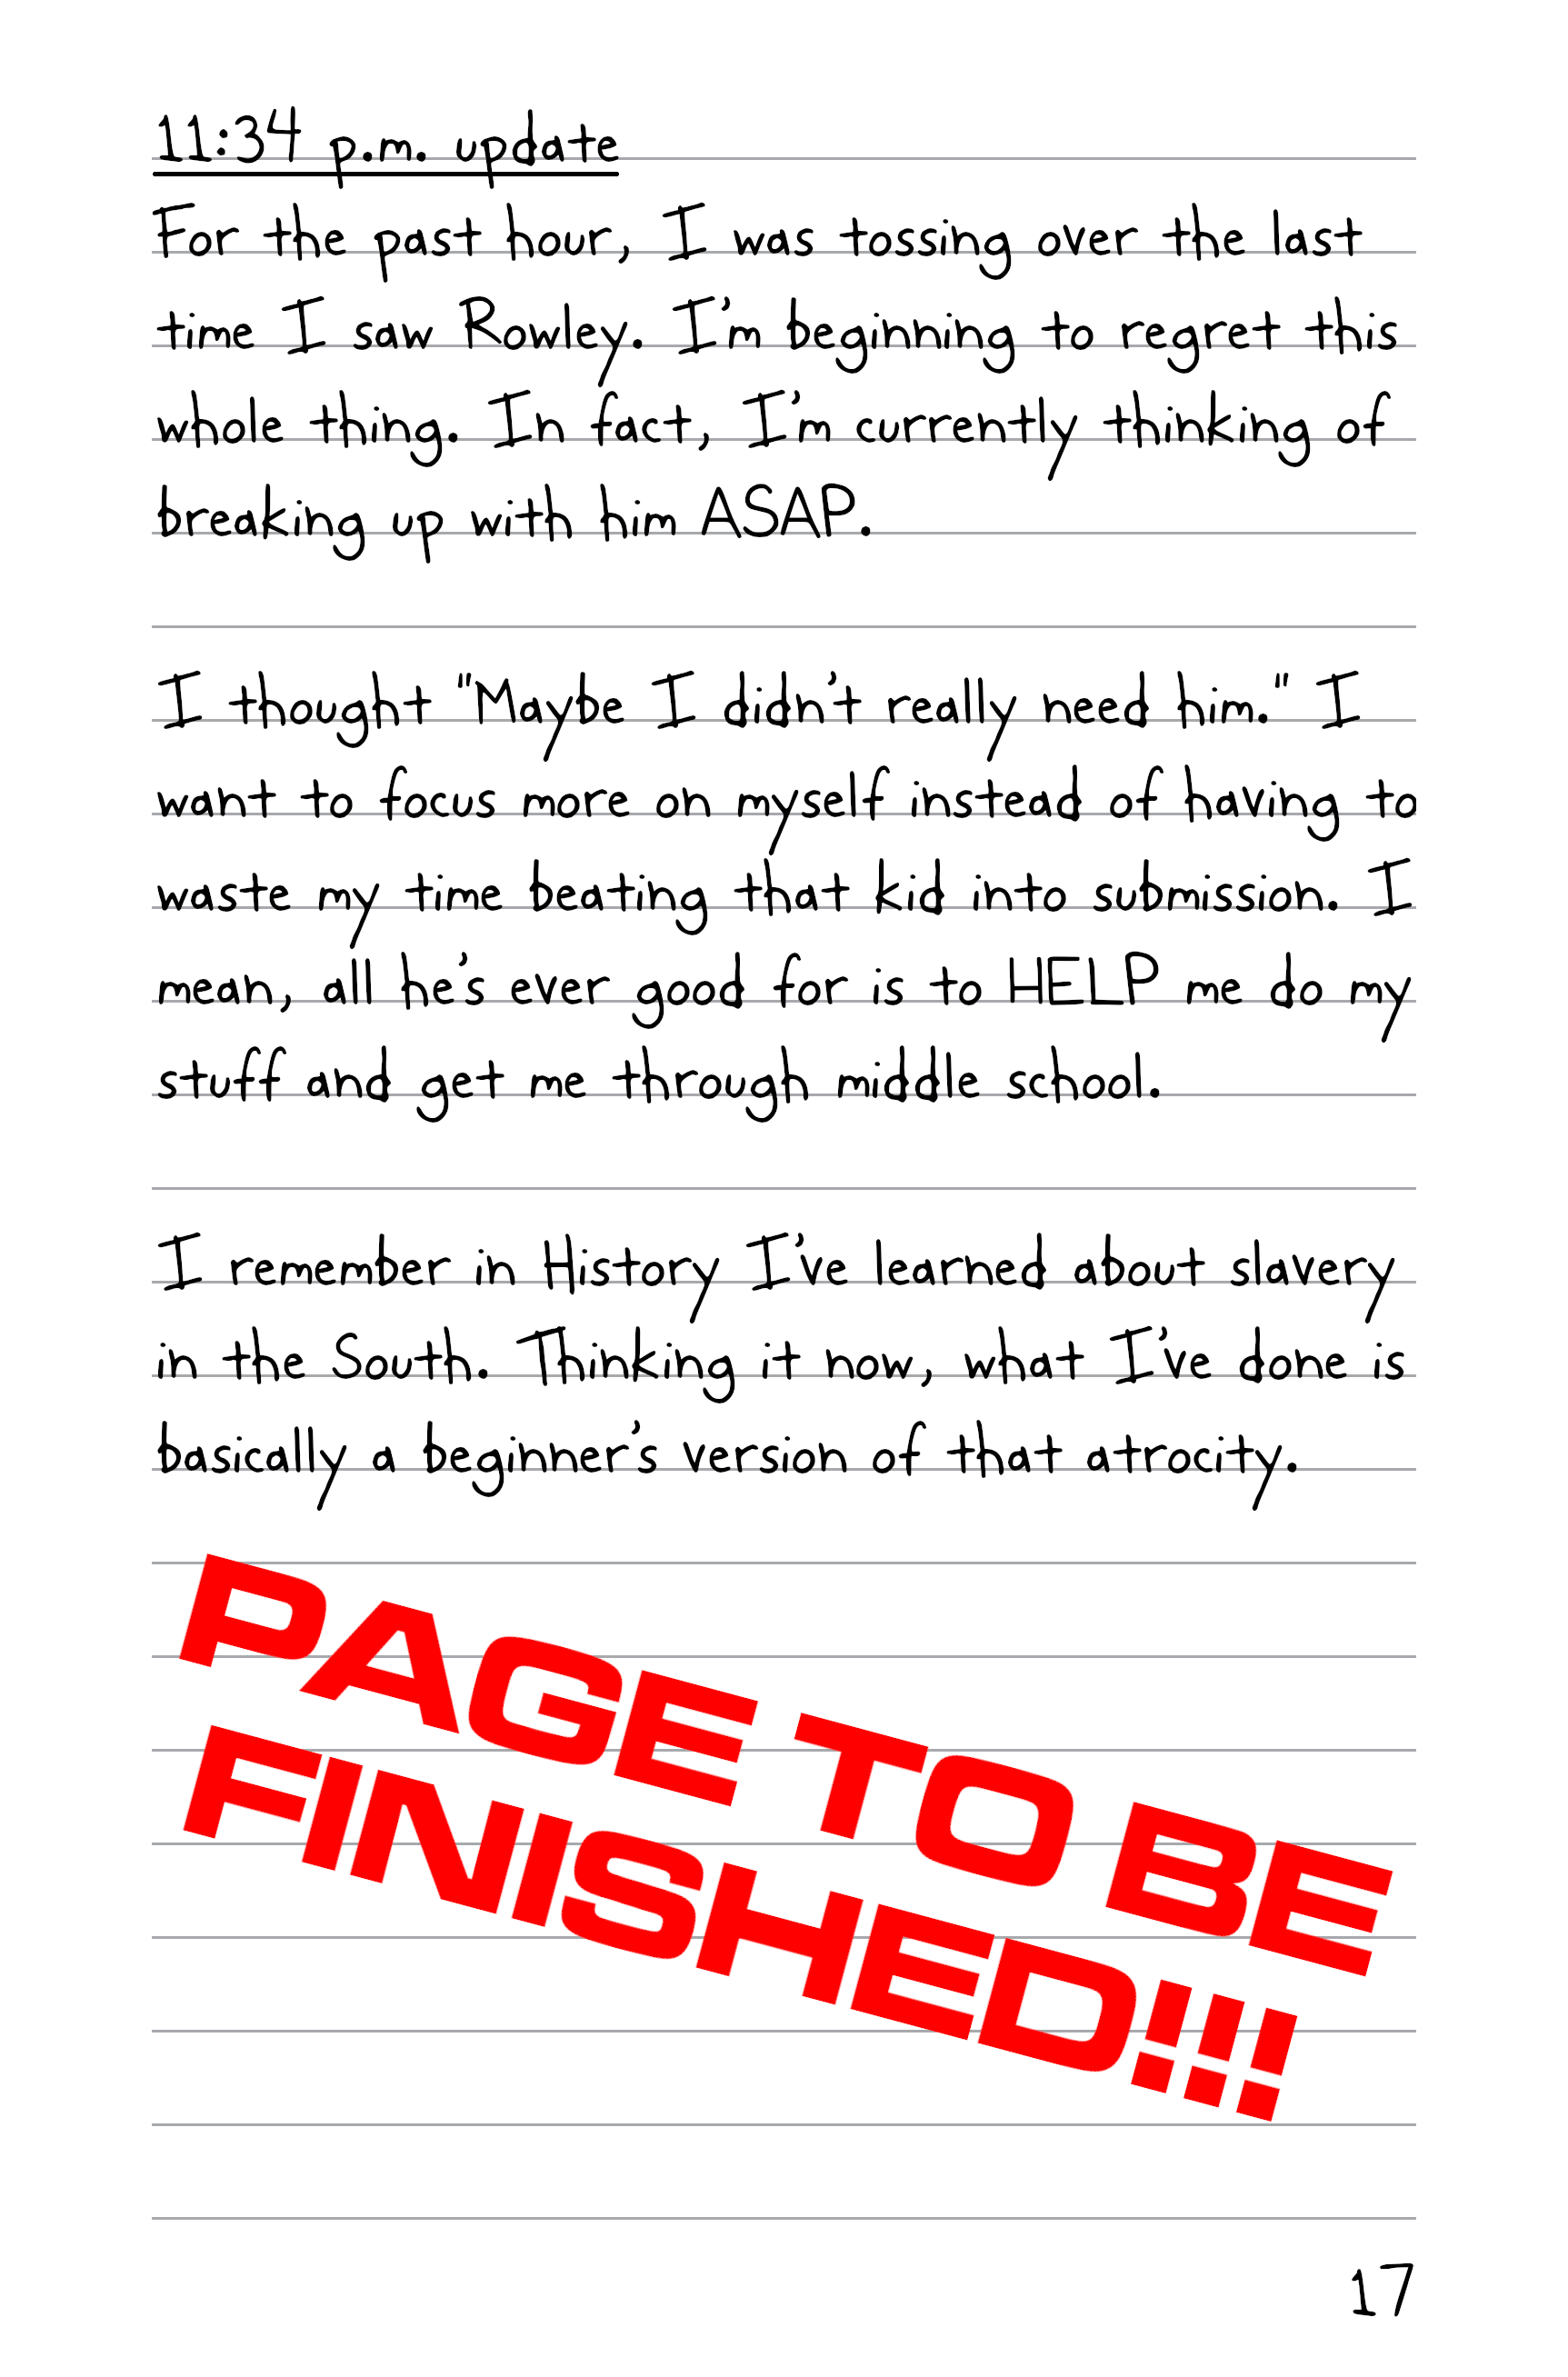 11:34 p.m. update
For the past hour, I was tossing over the last
time I saw Rowley. I'm beginning to regret this
whole thing. In fact, I'm currently thinking of
breaking up with him ASAP.
I thought "Maybe I didn't really need him." I
want to focus more on myself instead of having to
waste my time beating that kid into submission. I
mean, all he's ever good for is to HELP me do my
stuff and get me through middle school.
I remember in History I've learned about slavery
in the South. Thinking it now, what I've done is
basically a beginner's version of that atrocity.
PAGE TO BE
FINISHED!!!
17